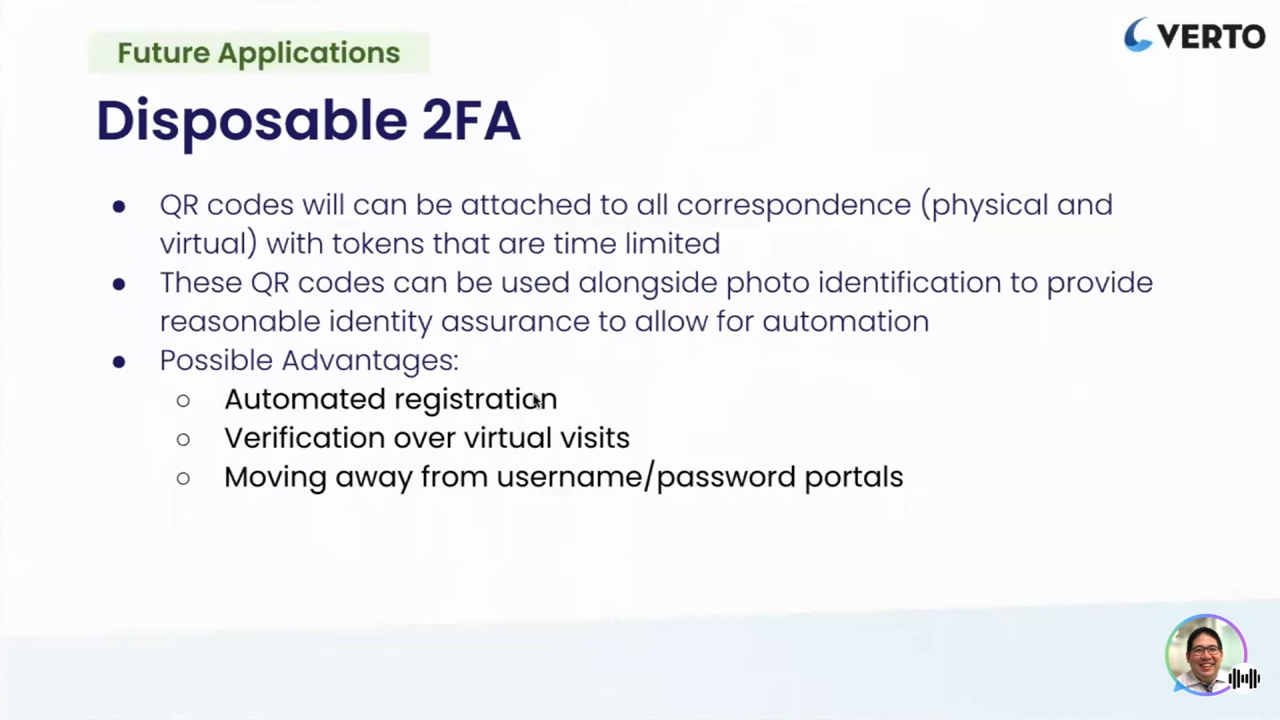 Future Applications
VERTO
Disposable 2FA
● QR codes will can be attached to all correspondence (physical and
virtual) with tokens that are time limited
● These QR codes can be used alongside photo identification to provide
reasonable identity assurance to allow for automation
● Possible Advantages:
○ Automated registration
○ Verification over virtual visits
○ Moving away from username/password portals